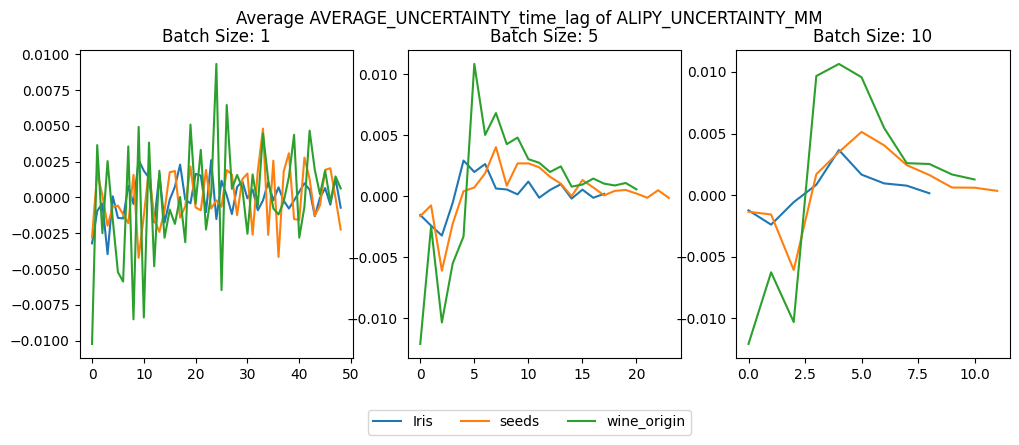 Average AVERAGE_UNCERTAINTY_time_lag of ALIPY_UNCERTAINTY_MM
Batch Size: 1
0.0100
0.0075
0.0050
0.0025
0.0000
−0.0025
−0.0050
−0.0075
−0.0100
0 10 20 30 40 50
Batch Size: 5
0.010
0.005
0.000
−0.005
−0.010
0 5 10 15 20
Batch Size: 10
0.010
0.005
0.000
−0.005
−0.010
0.0 2.5 5.0 7.5 10.0
Iris seeds wine_origin